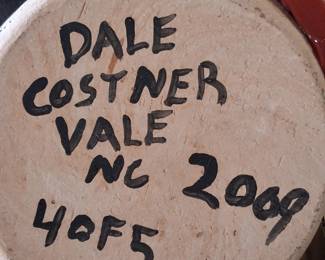 DALE
COSTNER
VALE
NC 2009
4 OF 5